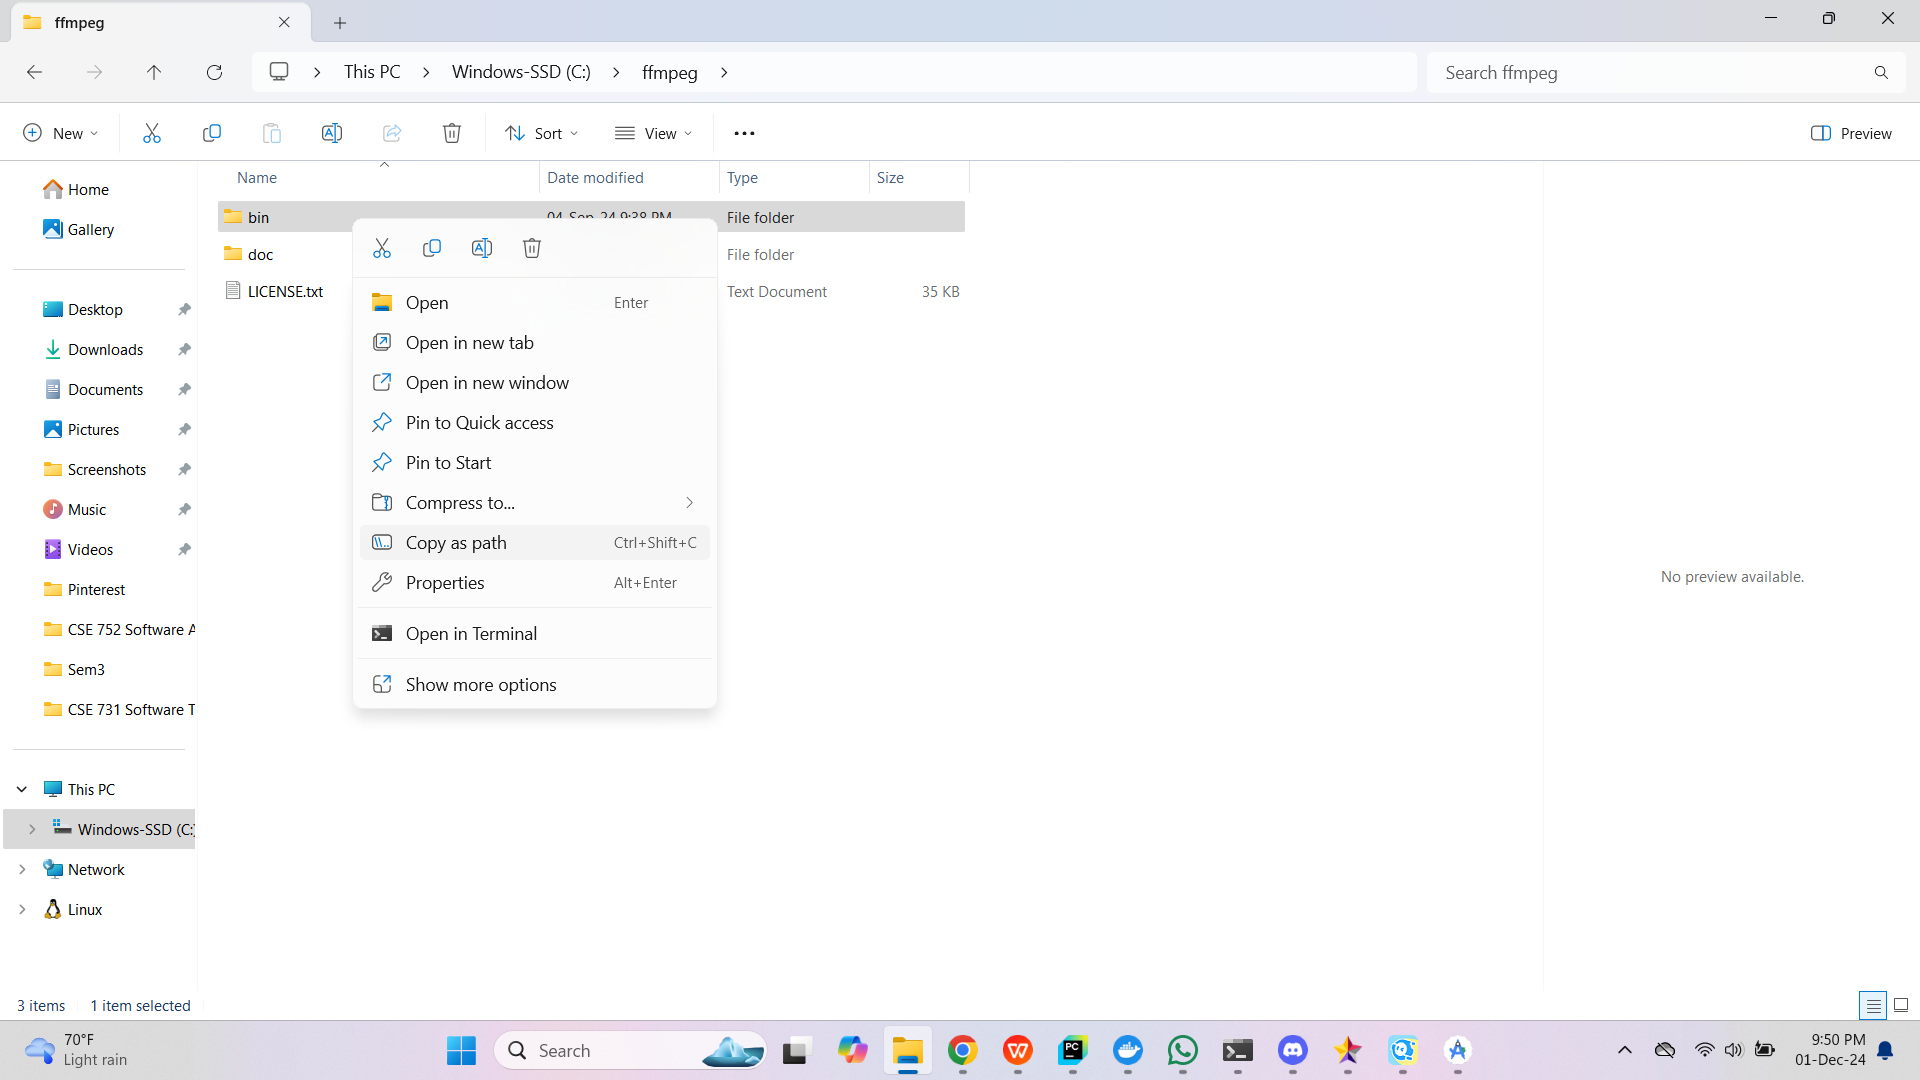 ffmpeg
This PC
Windows-SSD (C:)
ffmpeg
Search ffmpeg
New
Sort
View
Preview
Home
Gallery
Desktop
Downloads
Documents
Pictures
Screenshots
Music
Videos
Pinterest
CSE 752 Software A
Sem3
CSE 731 Software T
This PC
Windows-SSD (C:)
Network
Linux
Name Date modified Type Size
bin 04-Sep-24 9:38 PM File folder
doc File folder
LICENSE.txt Text Document 35 KB
Open Enter
Open in new tab
Open in new window
Pin to Quick access
Pin to Start
Compress to...
Copy as path Ctrl+Shift+C
Properties Alt+Enter
Open in Terminal
Show more options
No preview available.
3 items 1 item selected
70°F
Light rain
Search
PC
9:50 PM
01-Dec-24